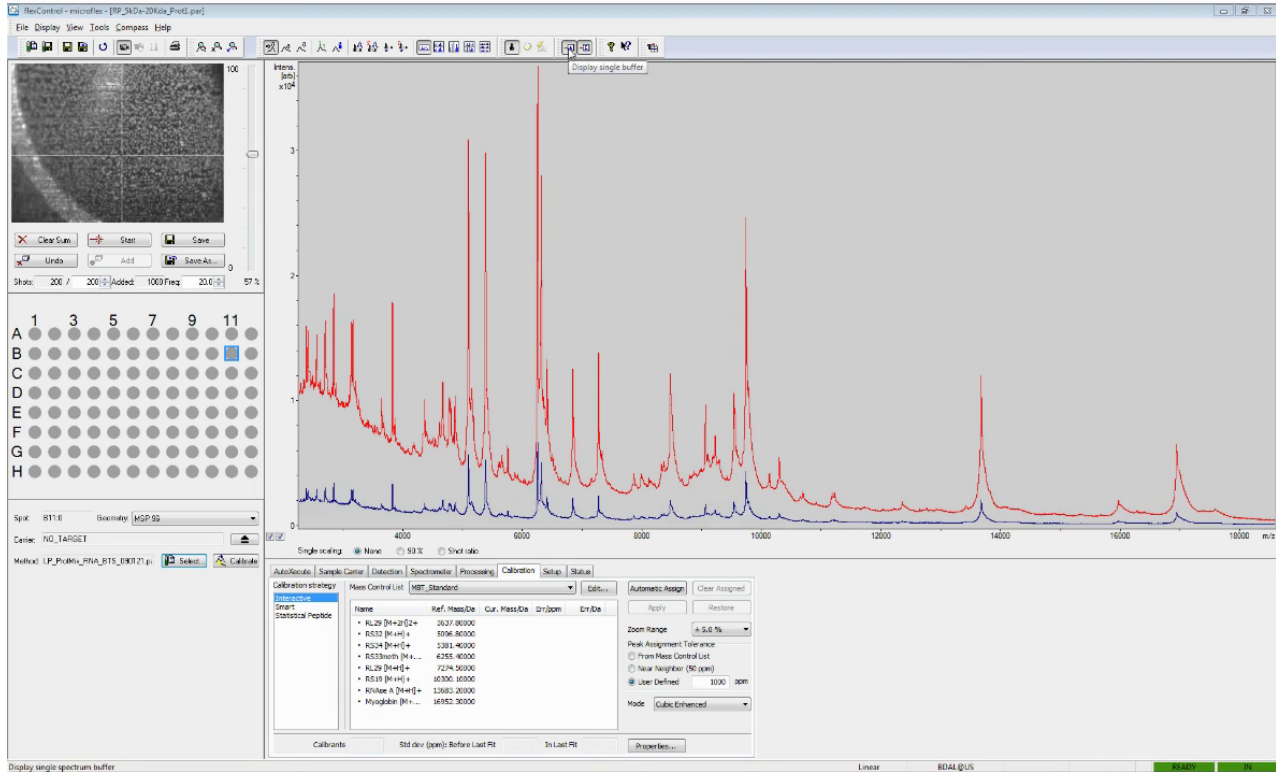 flexControl - microflex - [RP_5kDa-20Kda_Prot1.par]
File Display View Tools Compass Help
Display single buffer
100
Intens. [arb]
x10⁴
3
2
1
0
4000 6000 8000 10000 12000 14000 16000 18000 m/z
Clear Sum Start Save
Undo Add Save As...
0
Shots: 200 / 200 Added: 1000 Freq: 20.0 57 %
1 3 5 7 9 11
A
B
C
D
E
F
G
H
Spot: B11:0 Geometry: MSP 96
Carrier: NO_TARGET
Select... Calibrate
Single scaling: None 90 % Shot ratio
AutoXecute Sample Carrier Detection Spectrometer Processing Calibration Setup Status
Calibration strategy
Interactive
Smart
Statistical Peptide
Mass Control List MBT_Standard Edit...
Name Ref. Mass/Da Cur. Mass/Da Err/ppm Err/Da
RL29 [M+2H]2+ 3637.80000
RS32 [M+H]+ 5096.80000
RS34 [M+H]+ 5381.40000
RS33meth [M+... 6255.40000
RL29 [M+H]+ 7274.50000
RS19 [M+H]+ 10300.10000
RNAse A [M+H]+ 13683.20000
Myoglobin [M+... 16952.30000
Automatic Assign Clear Assigned
Apply Restore
Zoom Range ± 5.0 %
Peak Assignment Tolerance
From Mass Control List
Near Neighbor (50 ppm)
User Defined 1000 ppm
Mode Cubic Enhanced
Calibrants Std dev (ppm): Before Last Fit In Last Fit Properties...
Display single spectrum buffer Linear BDAL@US READY IN